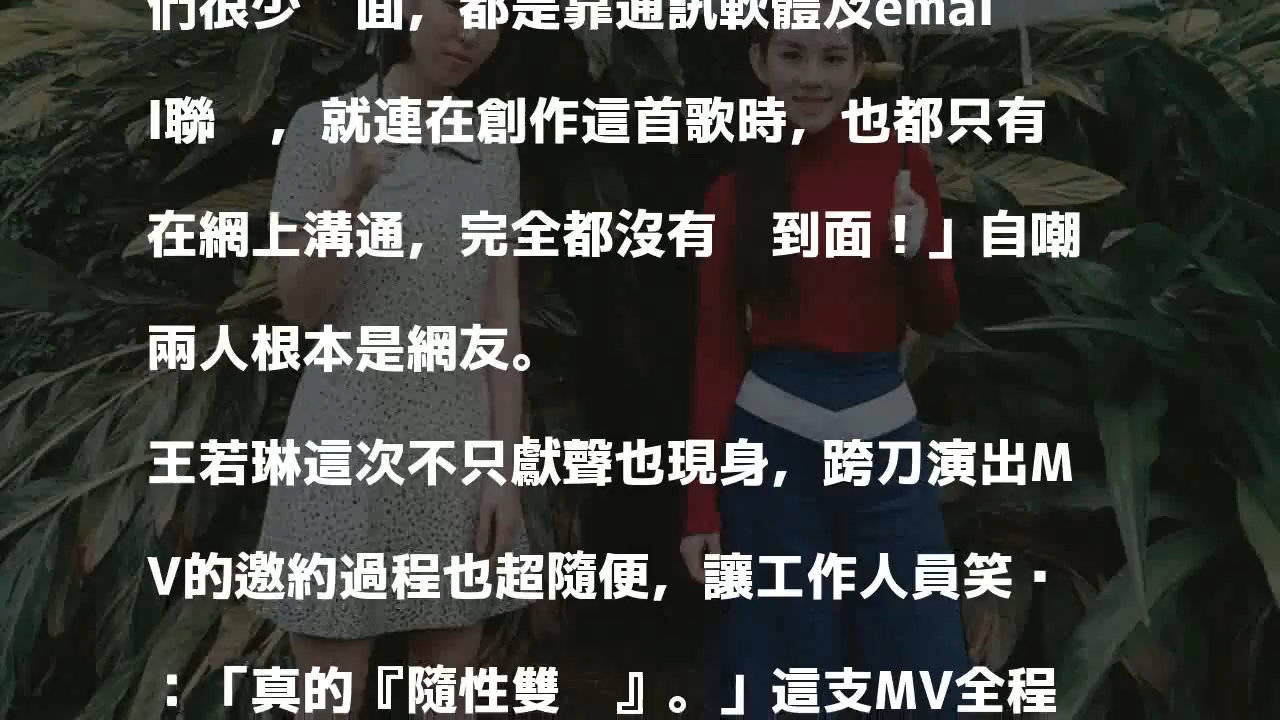 們很少 面，都是靠通訊軟體及emai
l聯 ，就連在創作這首歌時，也都只有
在網上溝通，完全都沒有 到面！」自嘲
兩人根本是網友。
王若琳這次不只獻聲也現身，跨刀演出M
V的邀約過程也超隨便，讓工作人員笑·
：「真的『隨性雙 』。」這支MV全程